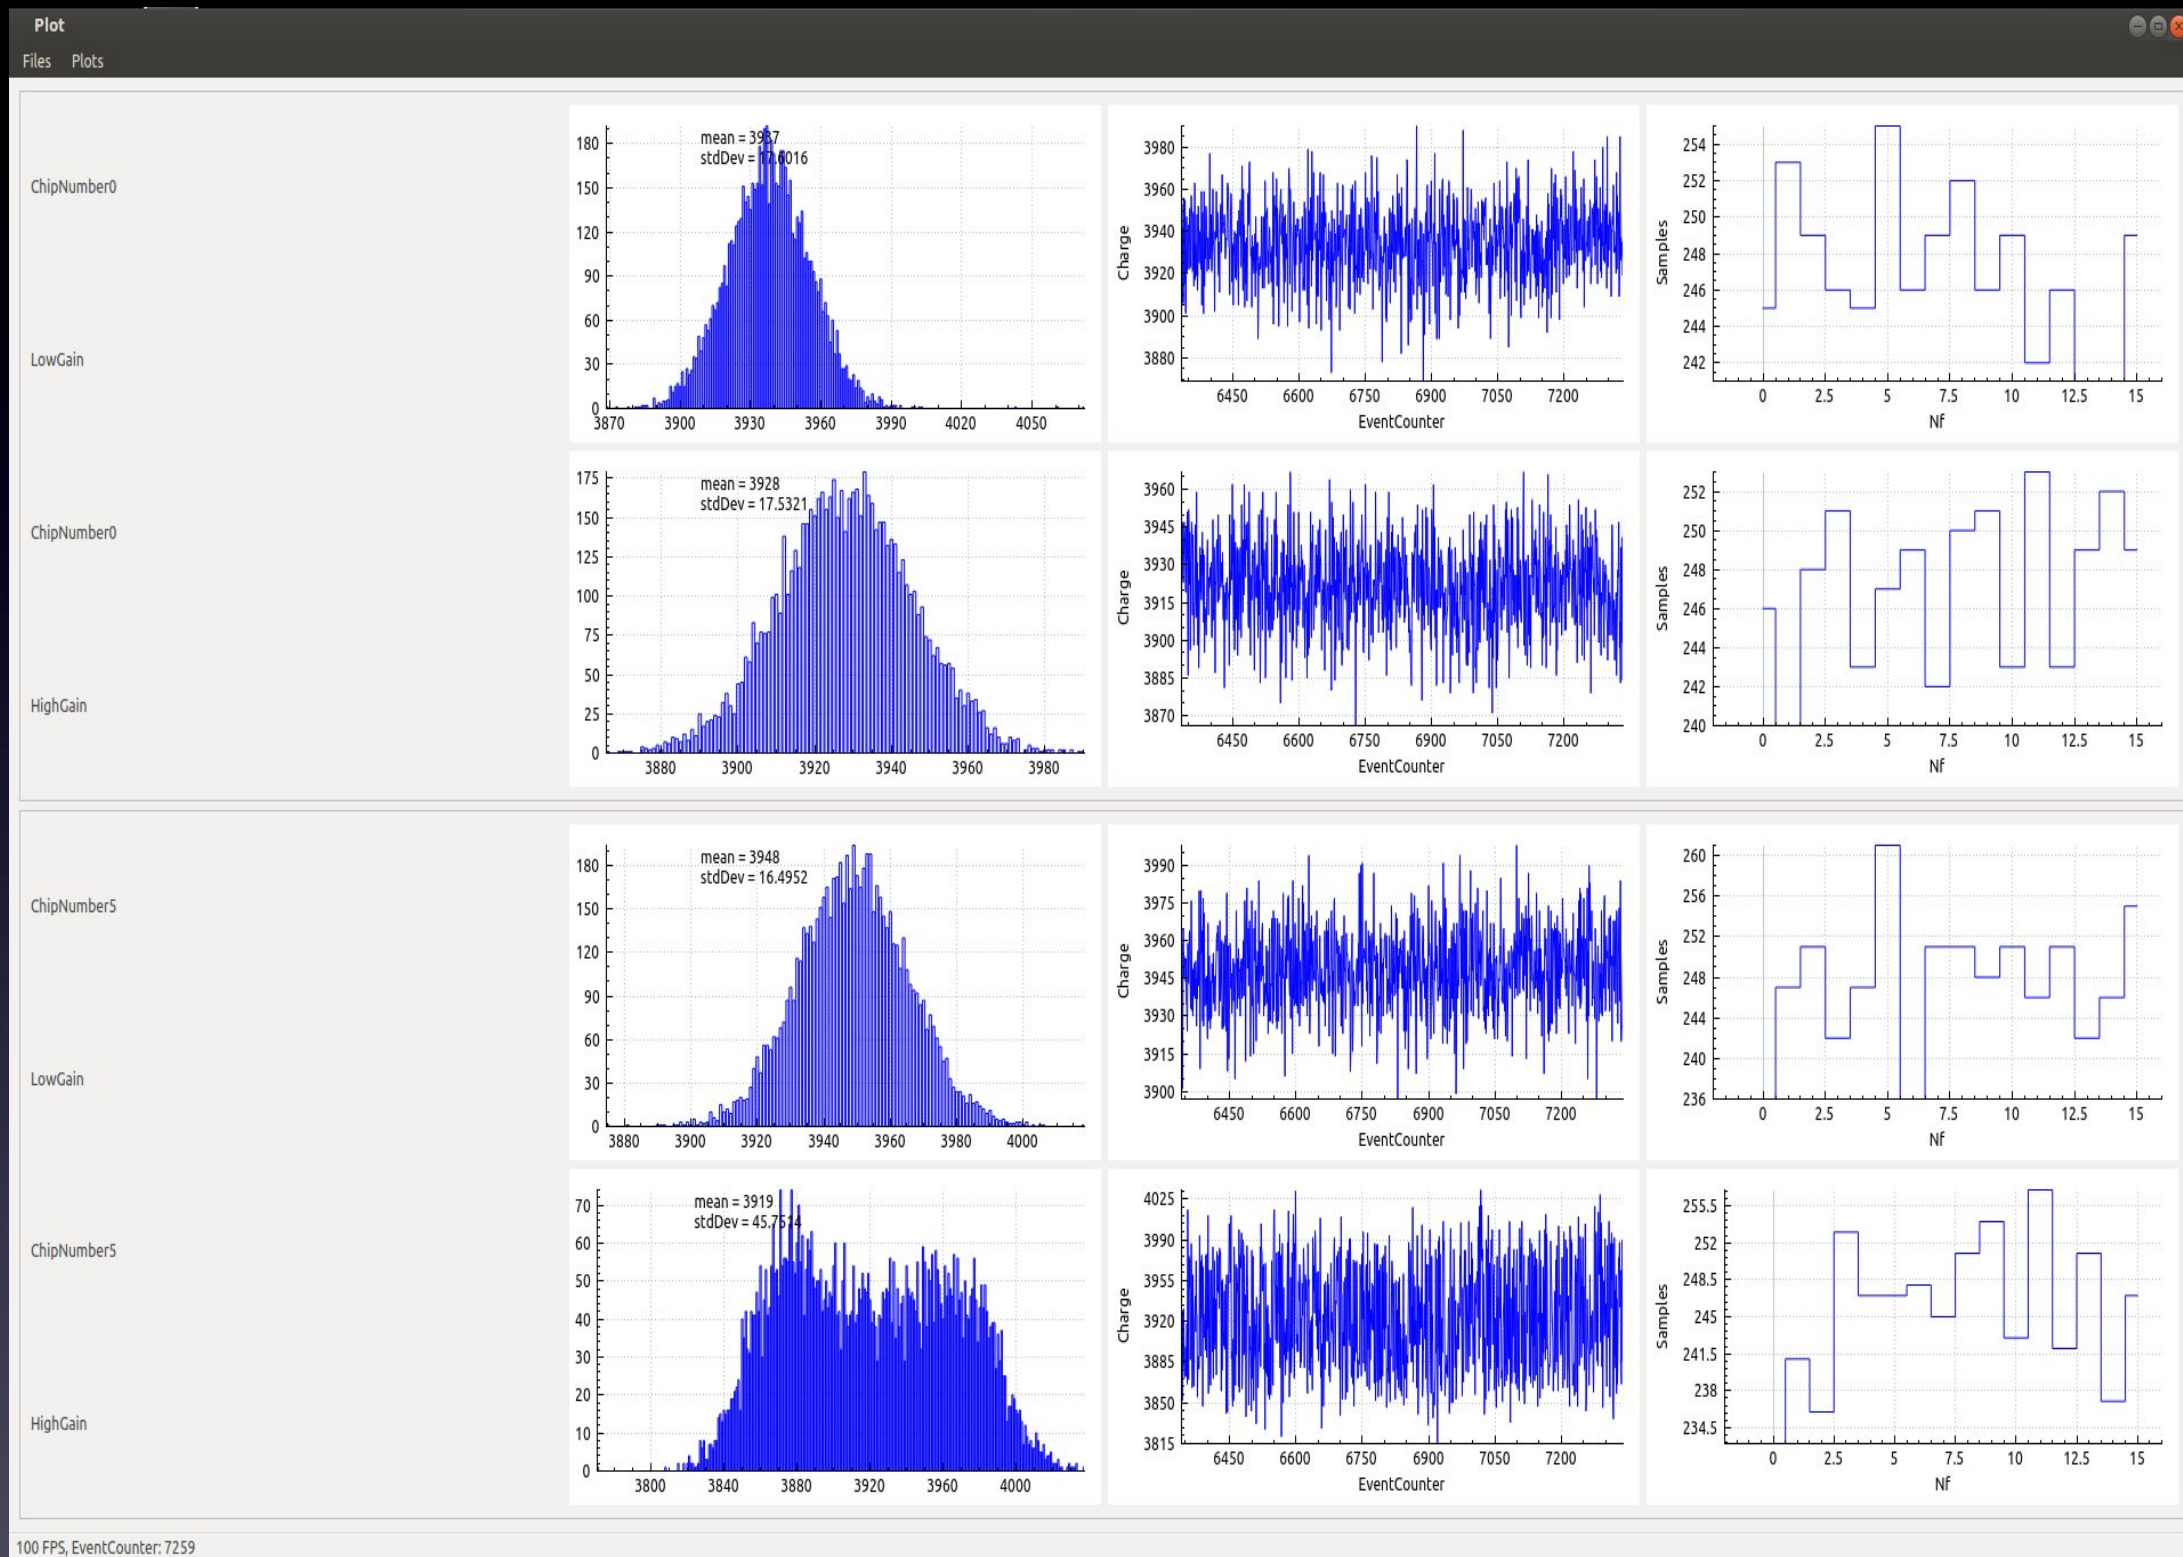 Plot
Files Plots
ChipNumber0
LowGain
mean = 3937
stdDev = 17.6016
180
150
120
90
60
30
0
3870 3900 3930 3960 3990 4020 4050
Charge
3980
3960
3940
3920
3900
3880
6450 6600 6750 6900 7050 7200
EventCounter
Samples
254
252
250
248
246
244
242
0 2.5 5 7.5 10 12.5 15
Nf
ChipNumber0
HighGain
mean = 3928
stdDev = 17.5321
175
150
125
100
75
50
25
0
3880 3900 3920 3940 3960 3980
Charge
3960
3945
3930
3915
3900
3885
3870
6450 6600 6750 6900 7050 7200
EventCounter
Samples
252
250
248
246
244
242
240
0 2.5 5 7.5 10 12.5 15
Nf
ChipNumber5
LowGain
mean = 3948
stdDev = 16.4952
180
150
120
90
60
30
0
3880 3900 3920 3940 3960 3980 4000
Charge
3990
3975
3960
3945
3930
3915
3900
6450 6600 6750 6900 7050 7200
EventCounter
Samples
260
256
252
248
244
240
236
0 2.5 5 7.5 10 12.5 15
Nf
ChipNumber5
HighGain
mean = 3919
stdDev = 45.7514
70
60
50
40
30
20
10
0
3800 3840 3880 3920 3960 4000
Charge
4025
3990
3955
3920
3885
3850
3815
6450 6600 6750 6900 7050 7200
EventCounter
Samples
255.5
252
248.5
245
241.5
238
234.5
0 2.5 5 7.5 10 12.5 15
Nf
100 FPS, EventCounter: 7259